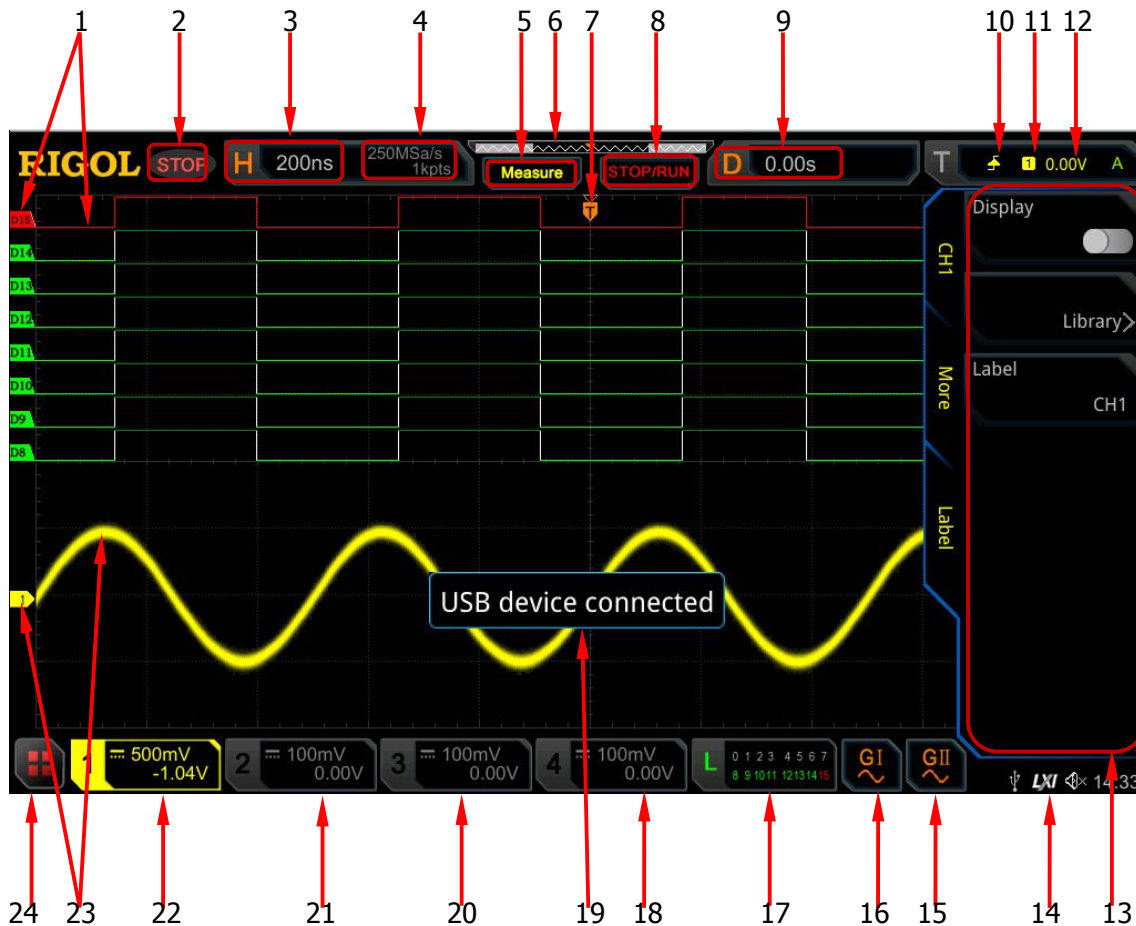 1 2 3 4 5 6 7 8 9 10 11 12
RIGOL STOP H 200ns 250MSa/s 1kpts Measure STOP/RUN D 0.00s T 1 0.00V A
T
D15
D14
D13
D12
D11
D10
D9
D8
1
CH1
More
Label
Display
Library>
Label
CH1
USB device connected
1 500mV -1.04V
2 100mV 0.00V
3 100mV 0.00V
4 100mV 0.00V
L 0 1 2 3 4 5 6 7
8 9 10 11 12 13 14 15
GI
GII
LXI 14:33
24 23 22 21 20 19 18 17 16 15 14 13